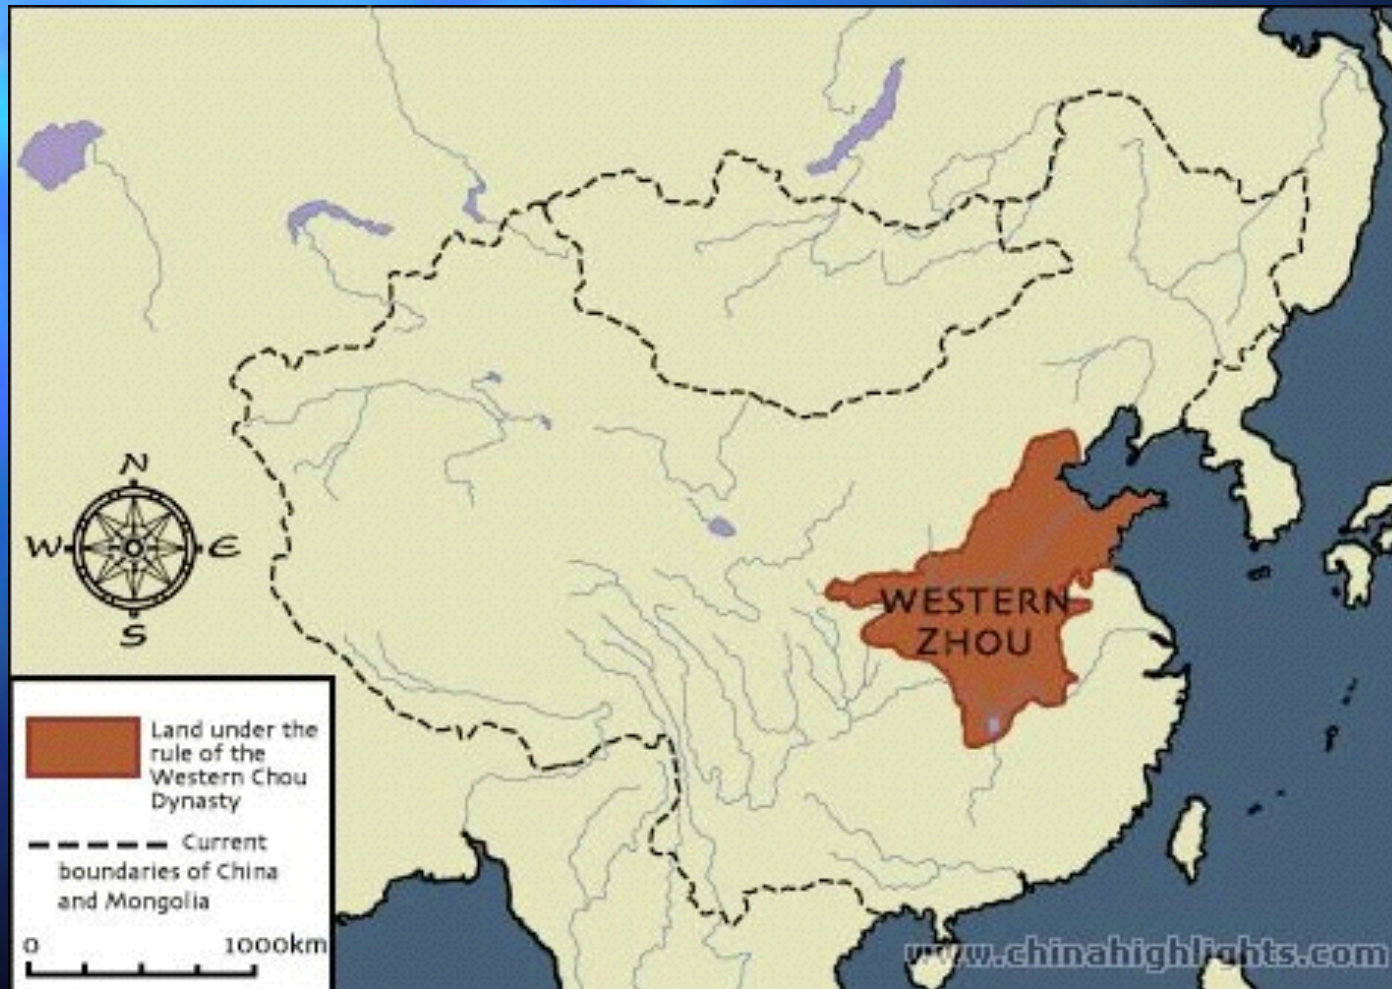 N
W E
S
WESTERN
ZHOU
Land under the
rule of the
Western Chou
Dynasty
Current
boundaries of China
and Mongolia
0 1000km
www.chinahighlights.com